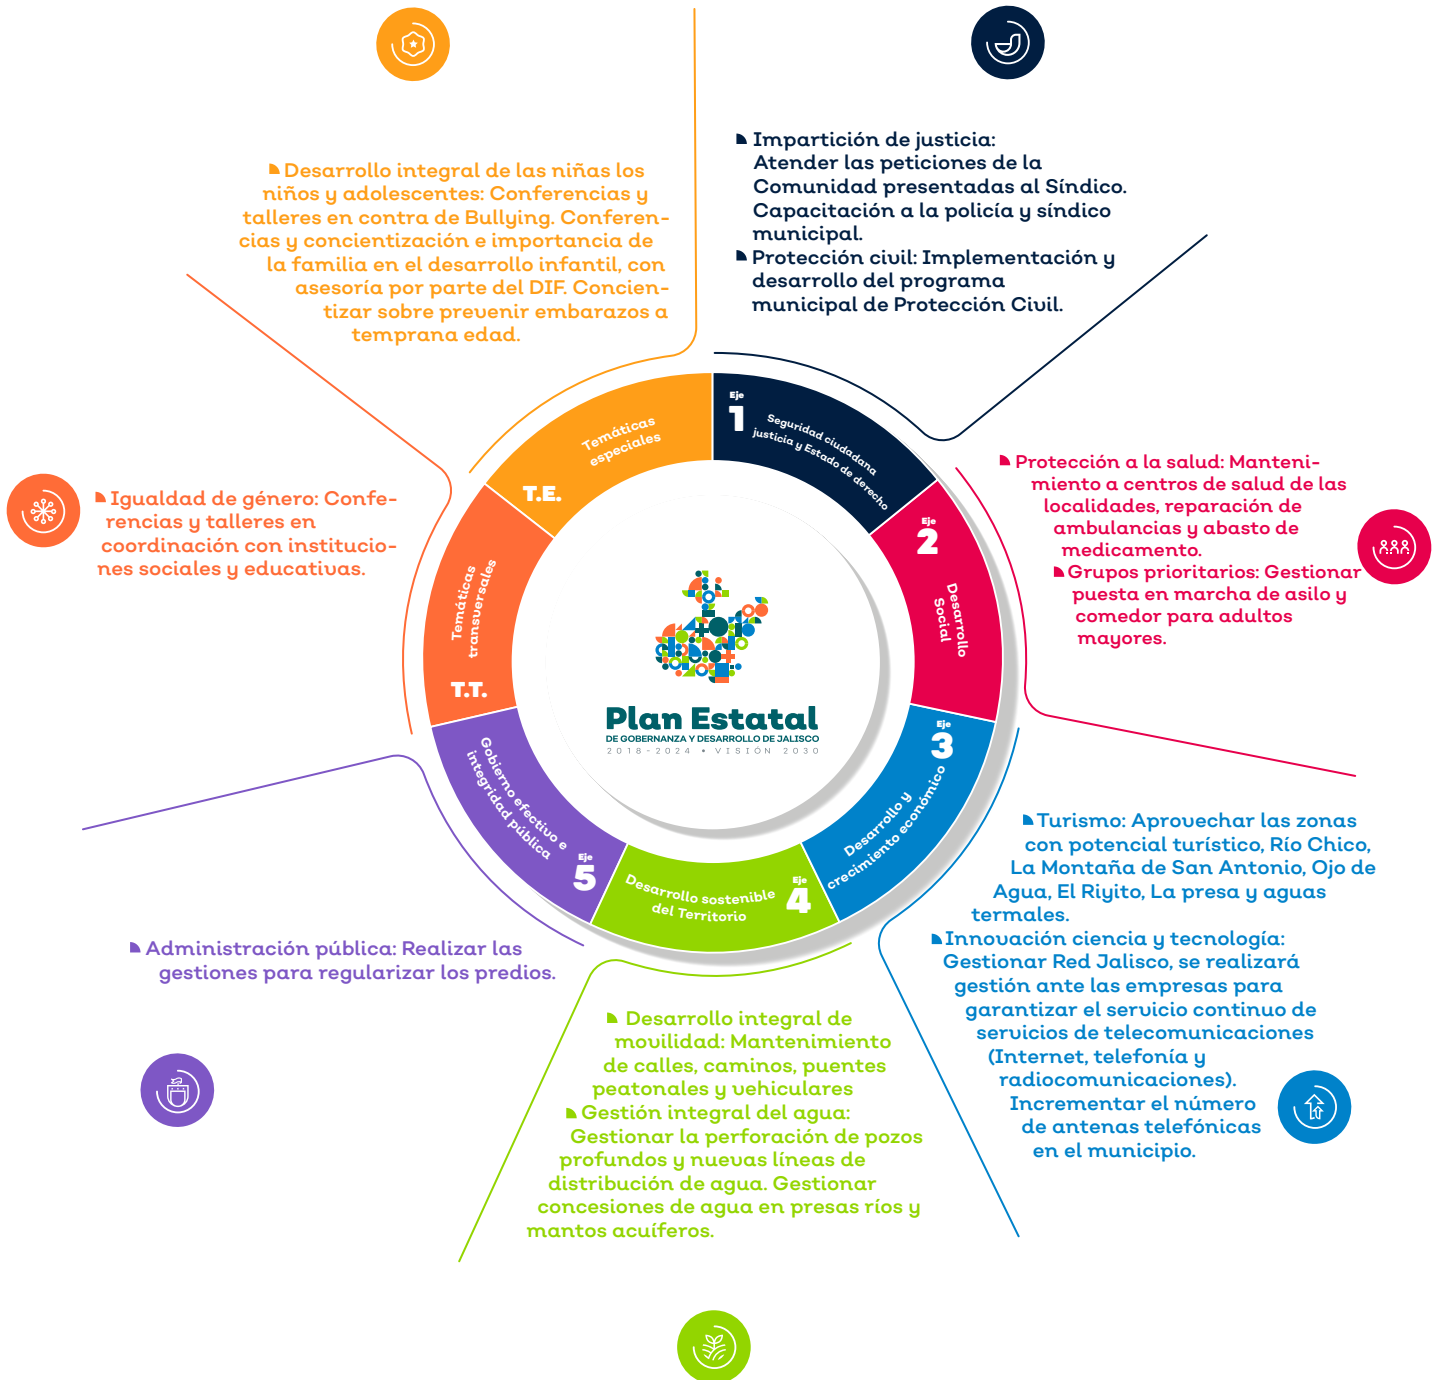 Impartición de justicia:
Atender las peticiones de la
Comunidad presentadas al Síndico.
Capacitación a la policía y síndico
municipal.
Protección civil: Implementación y
desarrollo del programa
municipal de Protección Civil.
Protección a la salud: Manteni-
miento a centros de salud de las
localidades, reparación de
ambulancias y abasto de
medicamento.
Grupos prioritarios: Gestionar
puesta en marcha de asilo y
comedor para adultos
mayores.
Turismo: Aprovechar las zonas
con potencial turístico, Río Chico,
La Montaña de San Antonio, Ojo de
Agua, El Riyito, La presa y aguas
termales.
Innovación ciencia y tecnología:
Gestionar Red Jalisco, se realizará
gestión ante las empresas para
garantizar el servicio continuo de
servicios de telecomunicaciones
(Internet, telefonía y
radiocomunicaciones).
Incrementar el número
de antenas telefónicas
en el municipio.
Desarrollo integral de
movilidad: Mantenimiento
de calles, caminos, puentes
peatonales y vehiculares
Gestión integral del agua:
Gestionar la perforación de pozos
profundos y nuevas líneas de
distribución de agua. Gestionar
concesiones de agua en presas ríos y
mantos acuíferos.
Administración pública: Realizar las
gestiones para regularizar los predios.
Igualdad de género: Confe-
rencias y talleres en
coordinación con institucio-
nes sociales y educativas.
Desarrollo integral de las niñas los
niños y adolescentes: Conferencias y
talleres en contra de Bullying. Conferen-
cias y concientización e importancia de
la familia en el desarrollo infantil, con
asesoría por parte del DIF. Concien-
tizar sobre prevenir embarazos a
temprana edad.
Eje
1
Seguridad ciudadana
justicia y Estado de derecho
Eje
2
Desarrollo
Social
Eje
3
Desarrollo y
crecimiento económico
Eje
4
Desarrollo sostenible
del Territorio
Eje
5
Gobierno efectivo e
integridad pública
T.T.
Temáticas
transversales
T.E.
Temáticas
especiales
Plan Estatal
DE GOBERNANZA Y DESARROLLO DE JALISCO
2018-2024 • VISIÓN 2030